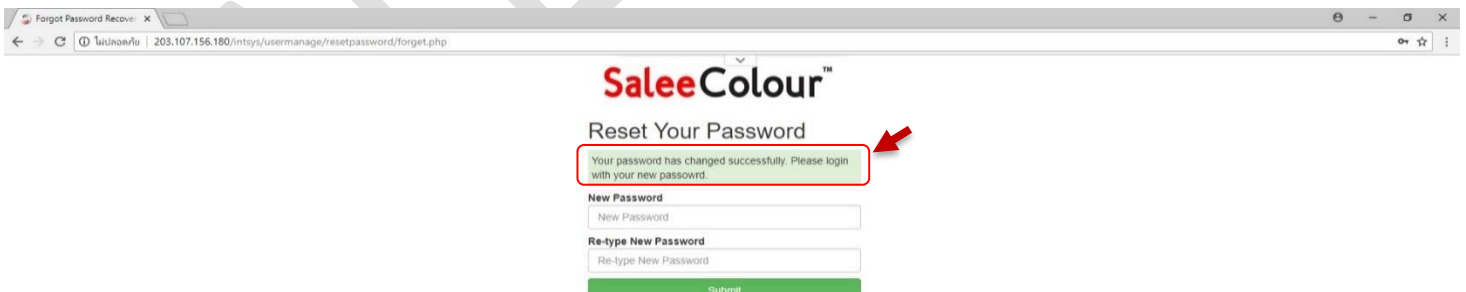 Forgot Password Recover
ไม่ปลอดภัย | 203.107.156.180/intsys/usermanage/resetpassword/forget.php
SaleeColour™
Reset Your Password
Your password has changed successfully. Please login
with your new passowrd.
New Password
New Password
Re-type New Password
Re-type New Password
Submit